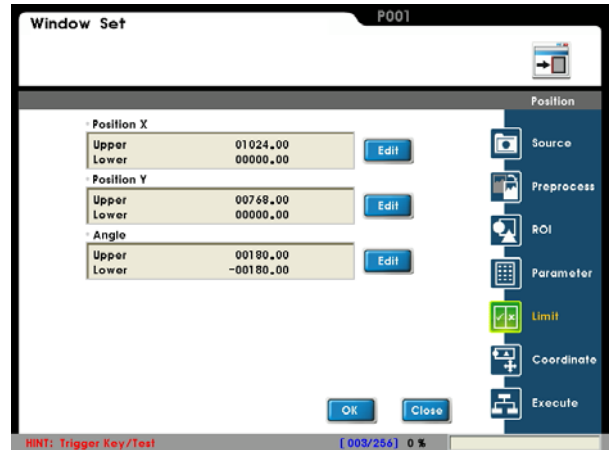 Window Set
P001
Position
Position X
Upper 01024.00
Lower 00000.00
Edit
Position Y
Upper 00768.00
Lower 00000.00
Edit
Angle
Upper 00180.00
Lower -00180.00
Edit
Source
Preprocess
ROI
Parameter
Limit
Coordinate
Execute
OK
Close
HINT: Trigger Key/Test
[003/256] 0 %